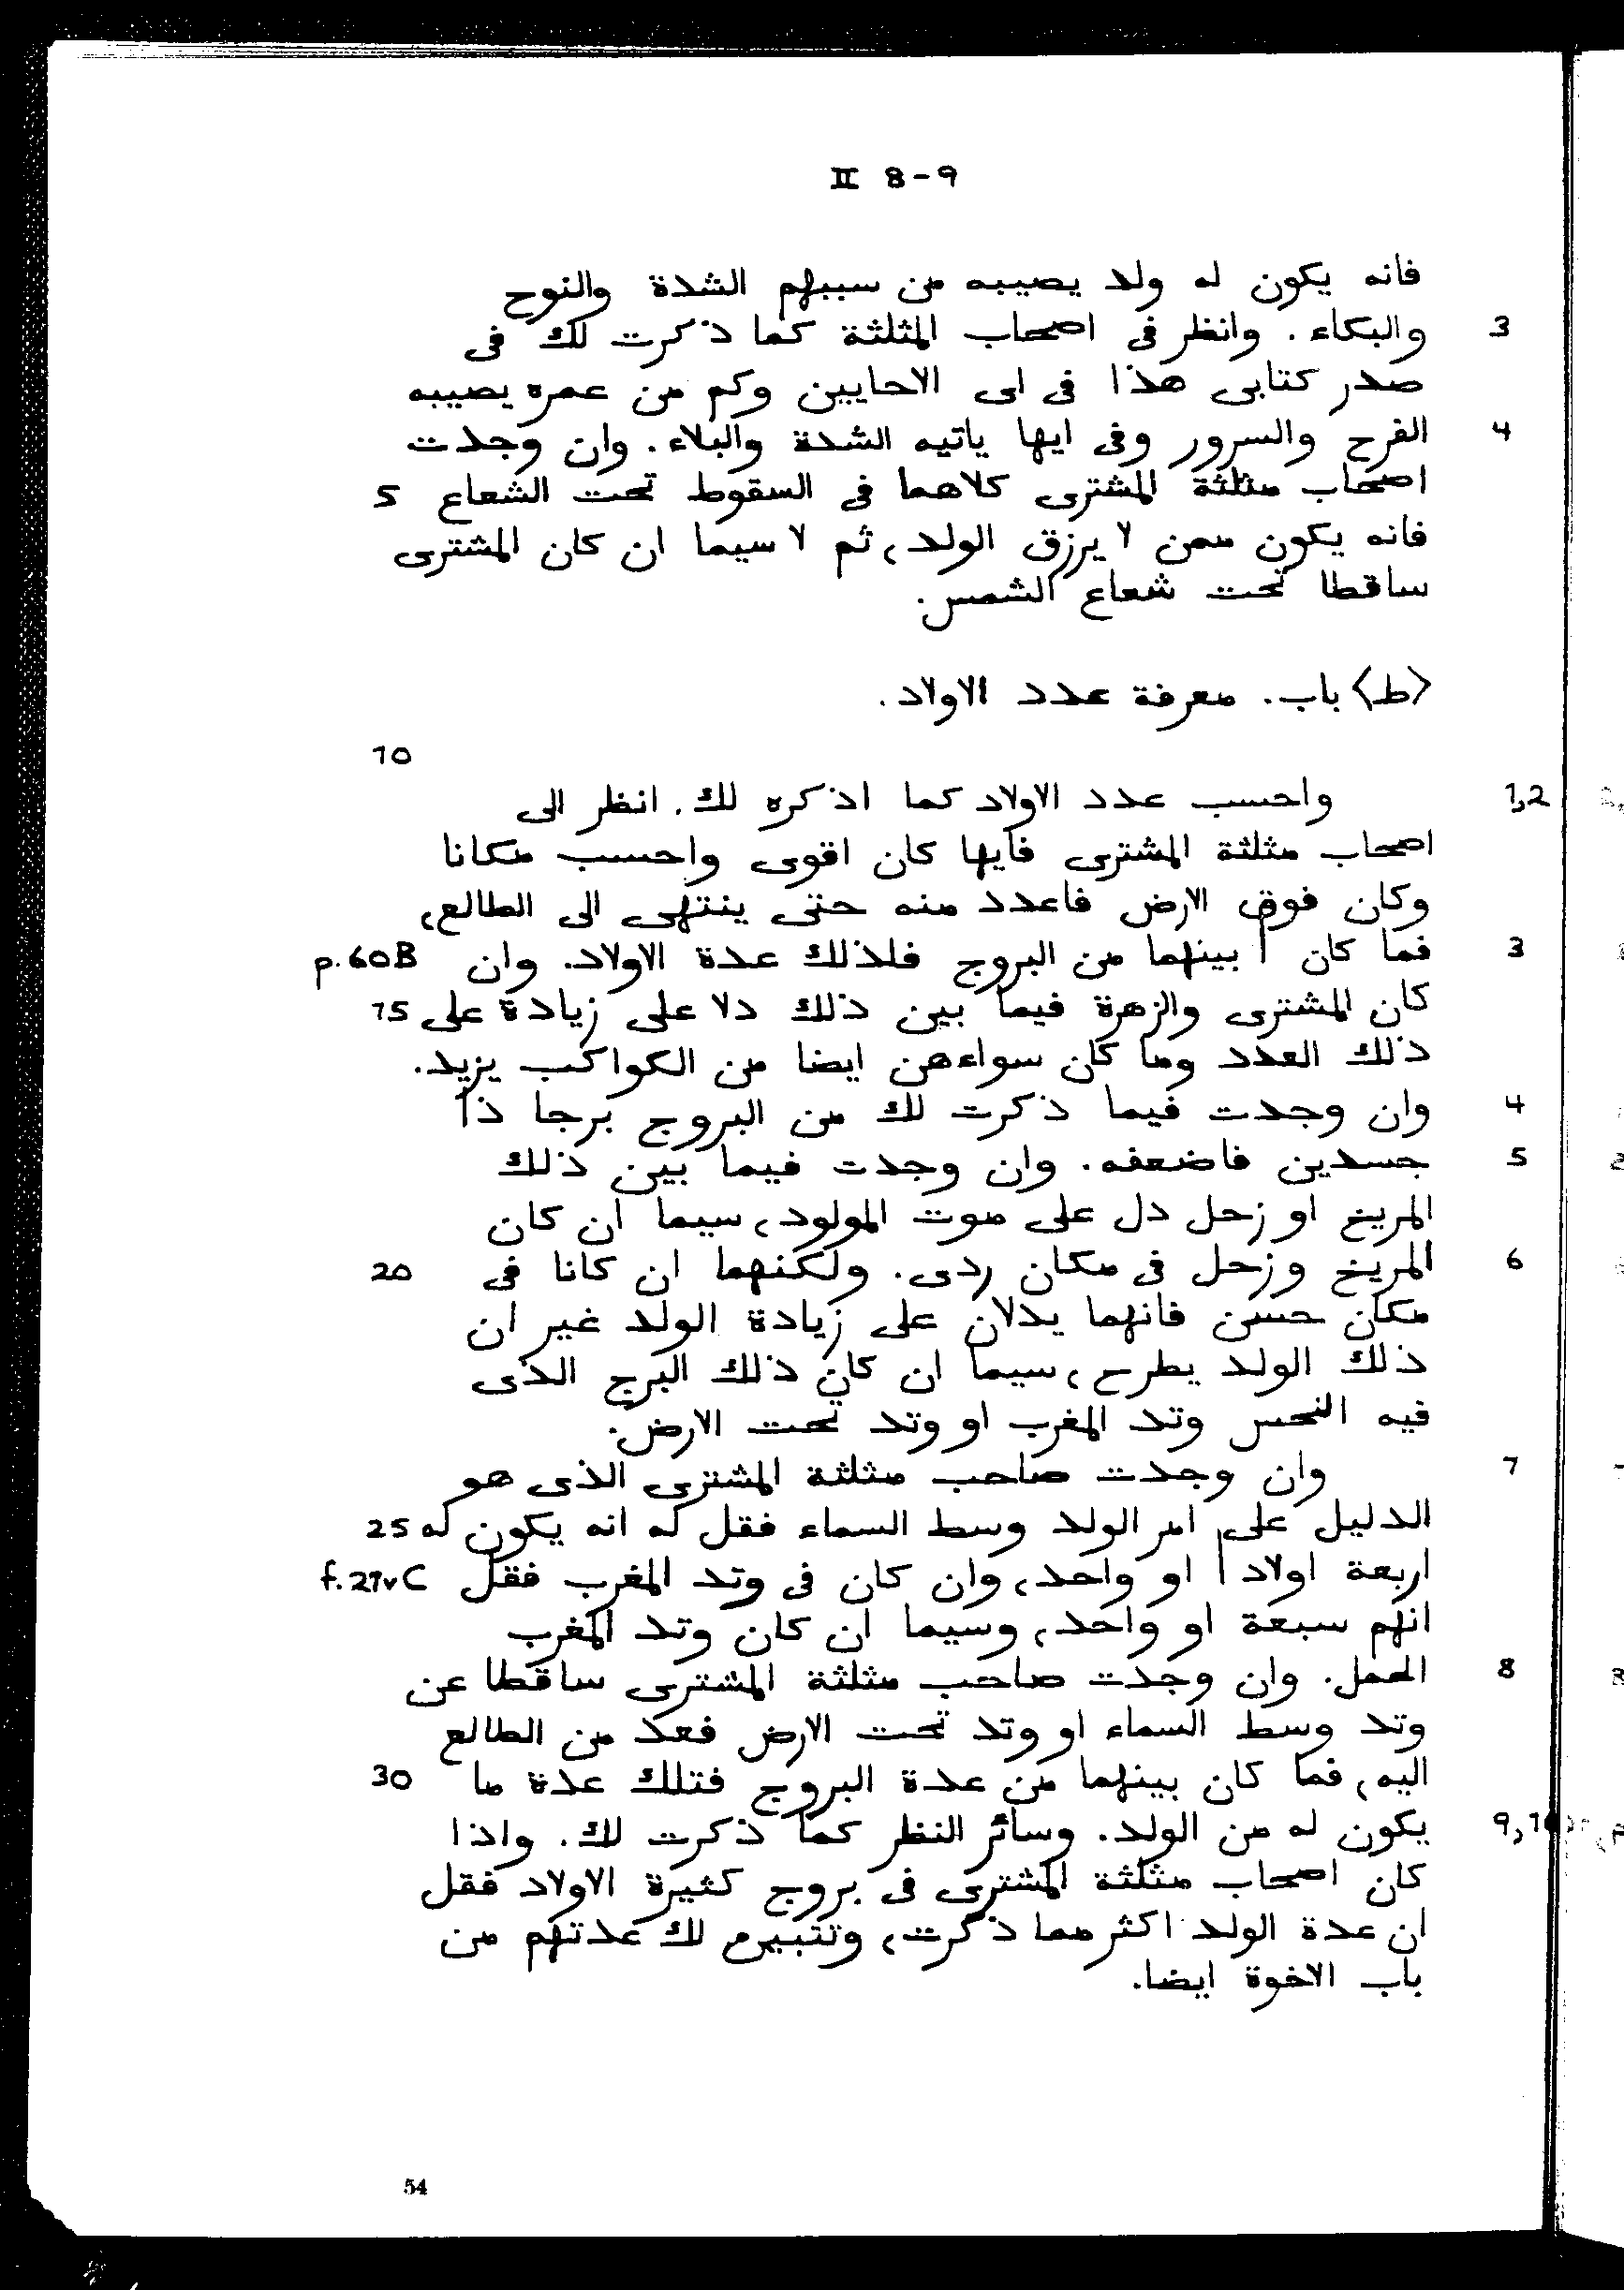 II 8-9
فانه يكون له ولد يصيبه من سببهم الشدة والنوح
3 والبكاء. وانظر فى اصحاب المثلثة كما ذكرت لك فى
صدر كتابى هذا فى اى الاحايين وكم من عمره يصيبه
4 الفرح والسرور وفى ايها ياتيه الشدة والبلاء. وان وجدت
اصحاب مثلثة المشترى كلاهما فى السقوط تحت الشعاع 5
فانه يكون ممن لا يرزق الولد، ثم لا سيما ان كان المشترى
ساقطا تحت شعاع الشمس.
〈ط〉 باب. معرفة عدد الاولاد.
10
1,2 واحسب عدد الاولاد كما اذكره لك. انظر الى
اصحاب مثلثة المشترى فايها كان اقوى واحسب مكانا
وكان فوق الارض فاعدد منه حتى ينتهى الى الطالع،
3 فما كان | بينهما من البروج فلذلك عدة الاولاد. وان p.60B
كان المشترى والزهرة فيما بين ذلك دلا على زيادة على 15
ذلك العدد وما كان سواءهن ايضا من الكواكب يزيد.
4 وان وجدت فيما ذكرت لك من البروج برجا ذا
5 جسدين فاضعفه. وان وجدت فيما بين ذلك
المريخ او زحل دل على موت المولود، سيما ان كان
6 المريخ وزحل فى مكان ردى. ولكنهما ان كانا فى 20
مكان حسن فانهما يدلان على زيادة الولد غير ان
ذلك الولد يطرح، سيما ان كان ذلك البرج الذى
فيه النحس وتد المغرب او وتد تحت الارض.
7 وان وجدت صاحب مثلثة المشترى الذى هو
الدليل على امر الولد وسط السماء فقل له انه يكون له 25
اربعة اولاد | او واحد، وان كان فى وتد المغرب فقل f.29vC
انهم سبعة او واحد، وسيما ان كان وتد المغرب
8 الحمل. وان وجدت صاحب مثلثة المشترى ساقطا عن
وتد وسط السماء او وتد تحت الارض فعد من الطالع
اليه، فما كان بينهما من عدة البروج فتلك عدة ما 30
9,10 يكون له من الولد. وسائر النظر كما ذكرت لك. واذا
كان اصحاب مثلثة المشترى فى بروج كثيرة الاولاد فقل
ان عدة الولد اكثر مما ذكرت، لك عدتهم من
باب الاخوة ايضا.
54